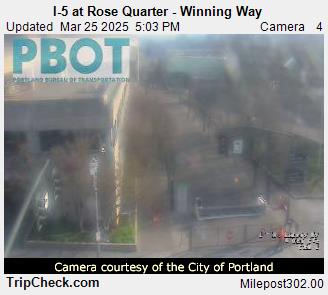 I-5 at Rose Quarter - Winning Way
Updated Mar 25 2025 5:03 PM Camera 4
PBOT
PORTLAND BUREAU OF TRANSPORTATION
Camera courtesy of the City of Portland
TripCheck.com Milepost302.00